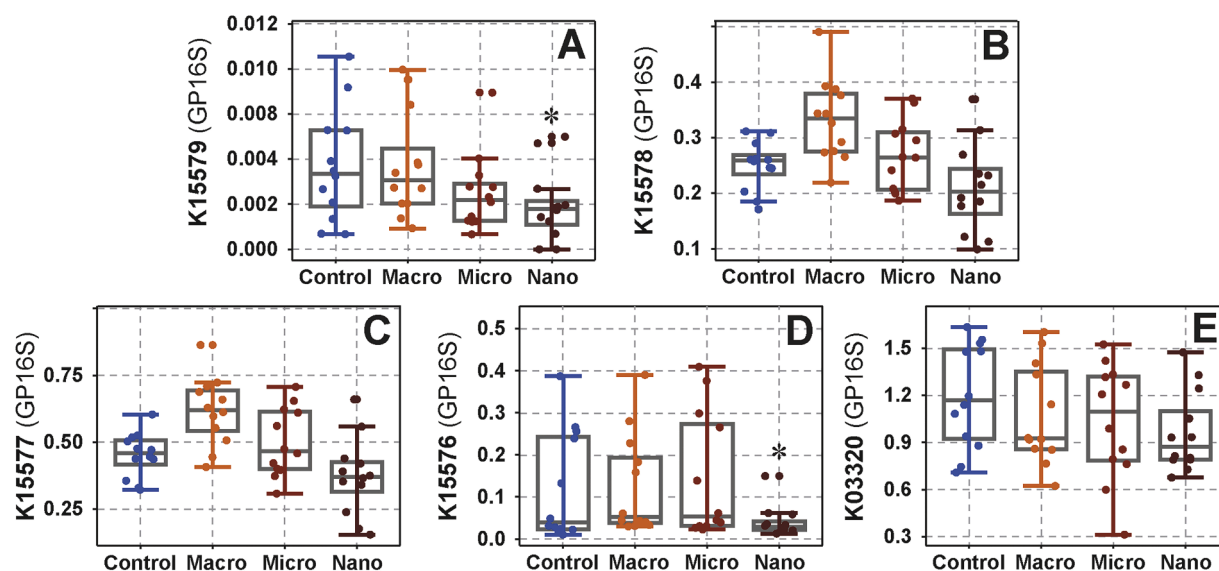 A
K15579 (GP16S)
0.012
0.010
0.008
0.004
0.002
0.000
*
Control Macro Micro Nano
B
K15578 (GP16S)
0.4
0.3
0.2
0.1
Control Macro Micro Nano
C
K15577 (GP16S)
0.75
0.50
0.25
Control Macro Micro Nano
D
K15576 (GP16S)
0.5
0.4
0.3
0.2
0.1
0.0
*
Control Macro Micro Nano
E
K03320 (GP16S)
1.5
1.2
0.9
0.6
0.3
Control Macro Micro Nano